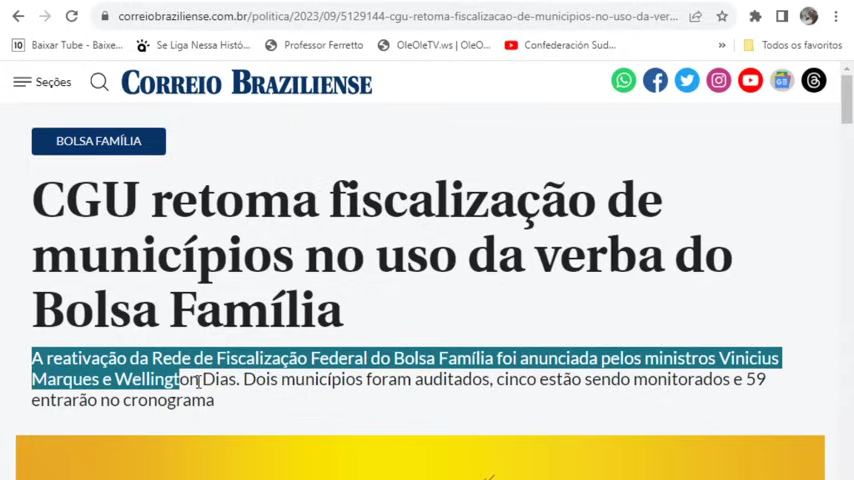 correiobraziliense.com.br/politica/2023/09/5129144-cgu-retoma-fiscalizacao-de-municipios-no-uso-da-ver...
10 Baixar Tube - Baixe... Se Liga Nessa Histó... Professor Ferretto OleOleTV.ws | OleO... Confederação Sud... » Todos os favoritos
Seções CORREIO BRAZILIENSE
BOLSA FAMÍLIA
CGU retoma fiscalização de
municípios no uso da verba do
Bolsa Família
A reativação da Rede de Fiscalização Federal do Bolsa Família foi anunciada pelos ministros Vinicius
Marques e Wellington Dias. Dois municípios foram auditados, cinco estão sendo monitorados e 59
entrarão no cronograma